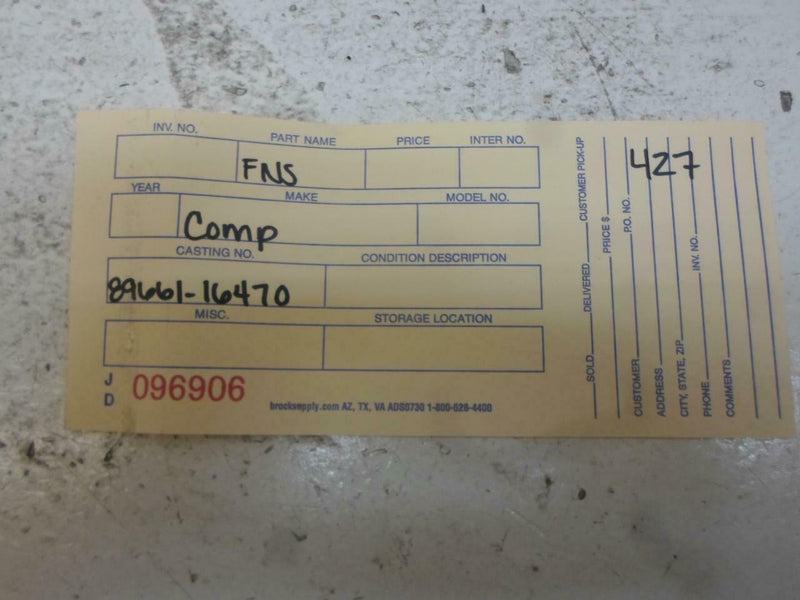 INV. NO. PART NAME PRICE INTER NO.
FNS
YEAR MAKE MODEL NO.
Comp
CASTING NO. CONDITION DESCRIPTION
89661-16470
MISC. STORAGE LOCATION
JD 096906
brocksupply.com AZ, TX, VA ADS0730 1-800-628-4400
SOLD DELIVERED CUSTOMER PICK-UP
PRICE $
CUSTOMER P.O. NO.
427
ADDRESS
CITY, STATE, ZIP
PHONE INV. NO.
COMMENTS